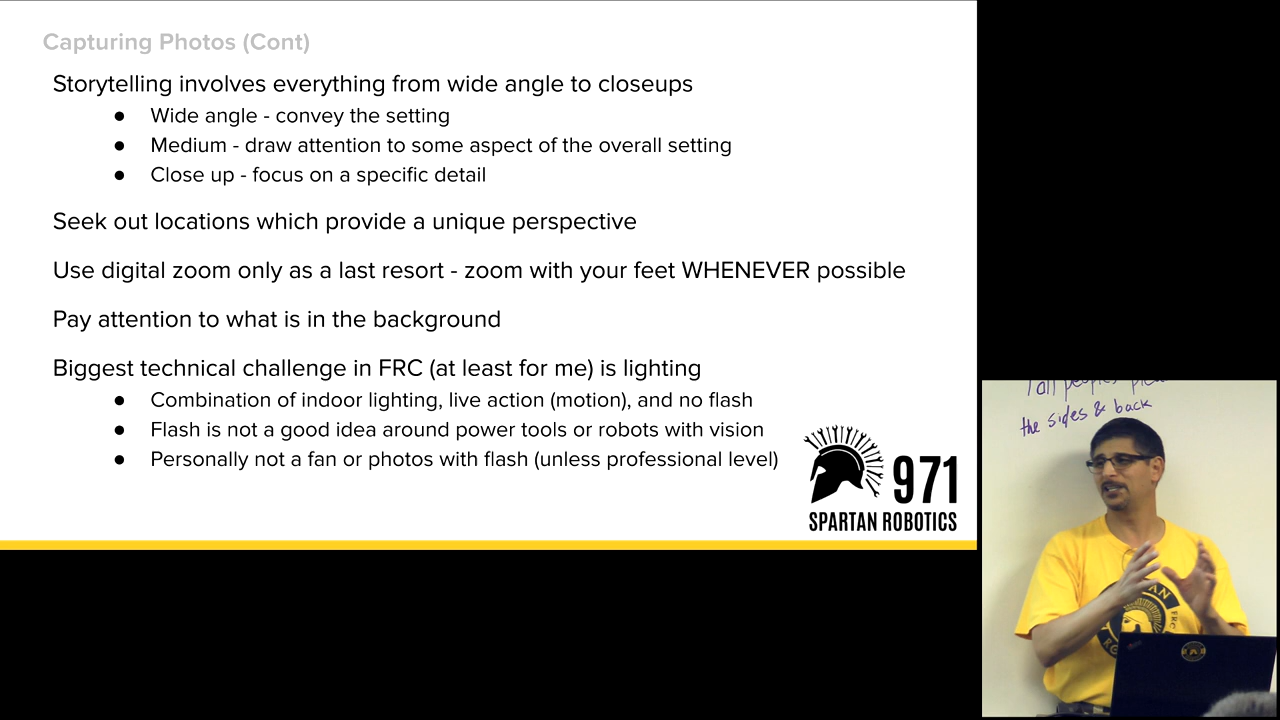 Capturing Photos (Cont)
Storytelling involves everything from wide angle to closeups
● Wide angle - convey the setting
● Medium - draw attention to some aspect of the overall setting
● Close up - focus on a specific detail
Seek out locations which provide a unique perspective
Use digital zoom only as a last resort - zoom with your feet WHENEVER possible
Pay attention to what is in the background
Biggest technical challenge in FRC (at least for me) is lighting
● Combination of indoor lighting, live action (motion), and no flash
● Flash is not a good idea around power tools or robots with vision
● Personally not a fan or photos with flash (unless professional level)
971
SPARTAN ROBOTICS
the sides & back
FRC